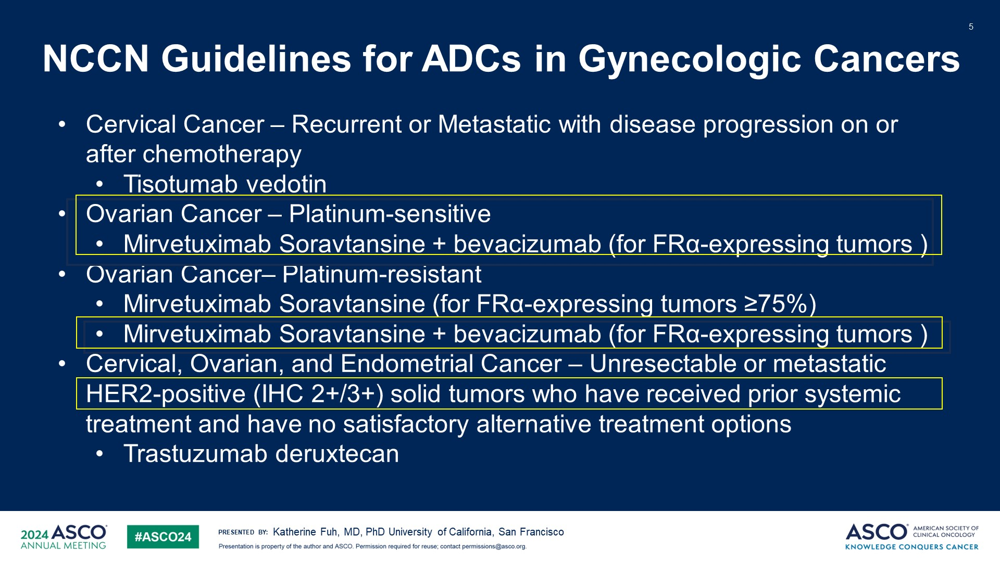 5
NCCN Guidelines for ADCs in Gynecologic Cancers
• Cervical Cancer – Recurrent or Metastatic with disease progression on or
after chemotherapy
• Tisotumab vedotin
• Ovarian Cancer – Platinum-sensitive
• Mirvetuximab Soravtansine + bevacizumab (for FRα-expressing tumors )
• Ovarian Cancer– Platinum-resistant
• Mirvetuximab Soravtansine (for FRα-expressing tumors ≥75%)
• Mirvetuximab Soravtansine + bevacizumab (for FRα-expressing tumors )
• Cervical, Ovarian, and Endometrial Cancer – Unresectable or metastatic
HER2-positive (IHC 2+/3+) solid tumors who have received prior systemic
treatment and have no satisfactory alternative treatment options
• Trastuzumab deruxtecan
2024 ASCO®
ANNUAL MEETING
#ASCO24
PRESENTED BY: Katherine Fuh, MD, PhD University of California, San Francisco
Presentation is property of the author and ASCO. Permission required for reuse; contact permissions@asco.org.
ASCO® AMERICAN SOCIETY OF
CLINICAL ONCOLOGY
KNOWLEDGE CONQUERS CANCER